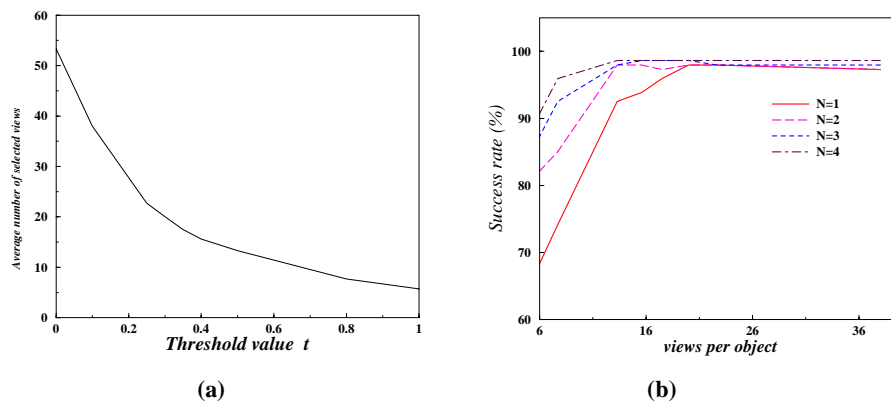 60
50
40
30
20
10
0
Average number of selected views
0 0.2 0.4 0.6 0.8 1
Threshold value t
(a)
100
90
80
70
60
Success rate (%)
N=1
N=2
N=3
N=4
6 16 26 36
views per object
(b)